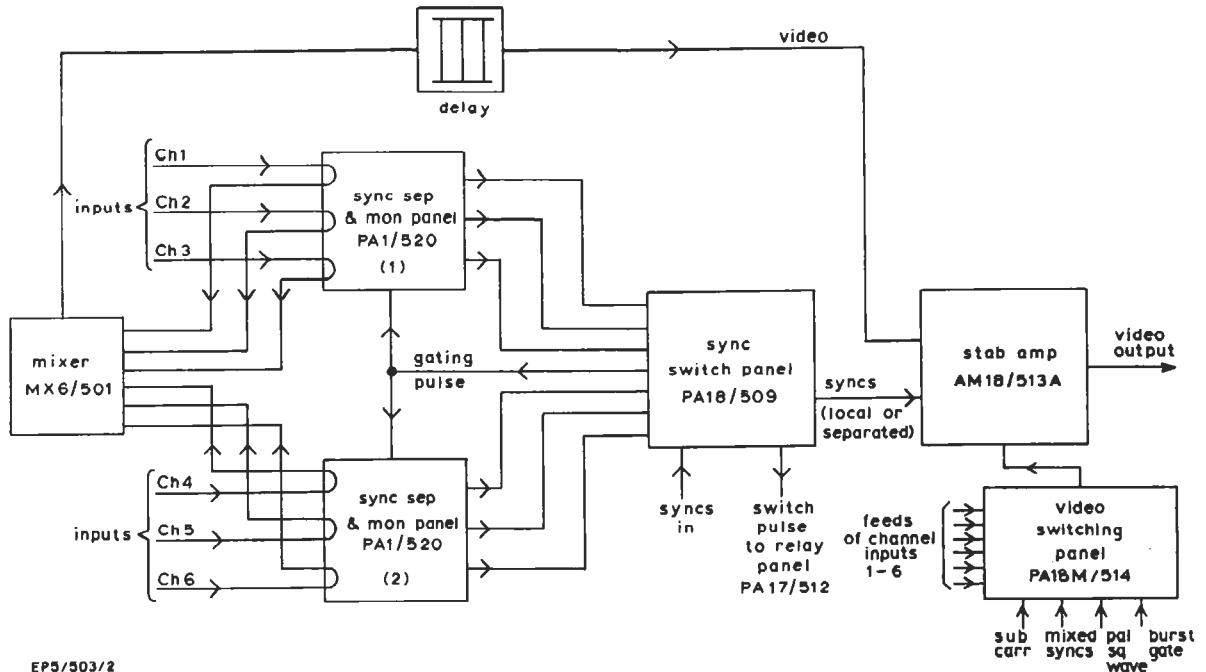 video
delay
inputs
Ch1
Ch2
Ch3
sync sep
& mon panel
PA1/520
(1)
mixer
MX6/501
gating
pulse
sync
switch panel
PA18/509
syncs
(local or
separated)
stab amp
AM18/513A
video
output
inputs
Ch4
Ch5
Ch6
sync sep
& mon panel
PA1/520
(2)
syncs
in
switch
pulse
to relay
panel
PA17/512
feeds
of channel
inputs
1-6
video
switching
panel
PA18M/514
sub
carr
mixed
syncs
pal
sq
wave
burst
gate
EP5/503/2